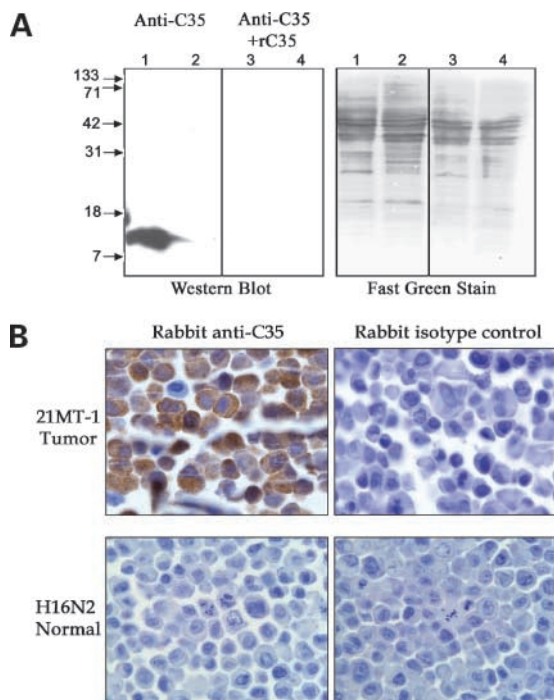 A
Anti-C35
Anti-C35
+rC35
1 2 3 4 1 2 3 4
133
71
42
31
18
7
Western Blot
Fast Green Stain
B
Rabbit anti-C35
Rabbit isotype control
21MT-1
Tumor
H16N2
Normal